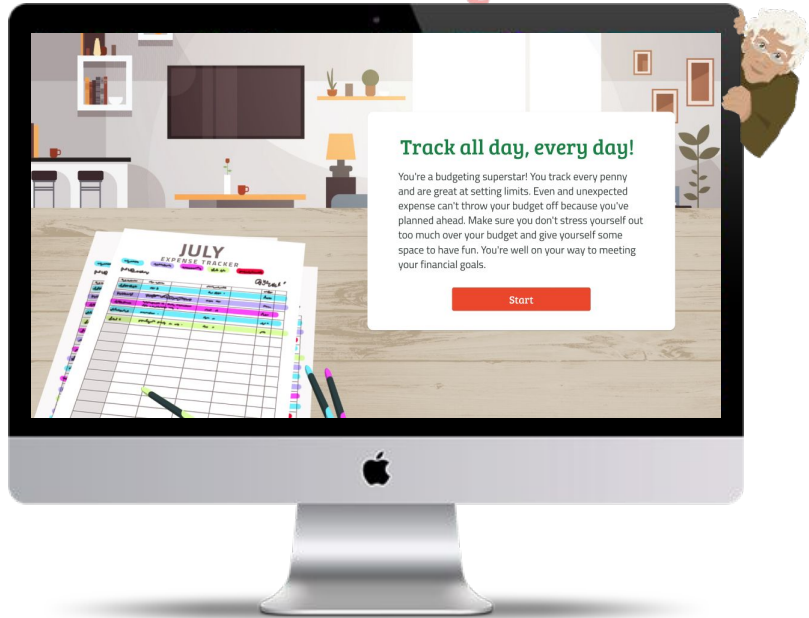 Track all day, every day!
You're a budgeting superstar! You track every penny
and are great at setting limits. Even and unexpected
expense can't throw your budget off because you've
planned ahead. Make sure you don't stress yourself out
too much over your budget and give yourself some
space to have fun. You're well on your way to meeting
your financial goals.
Start
JULY
EXPENSE TRACKER